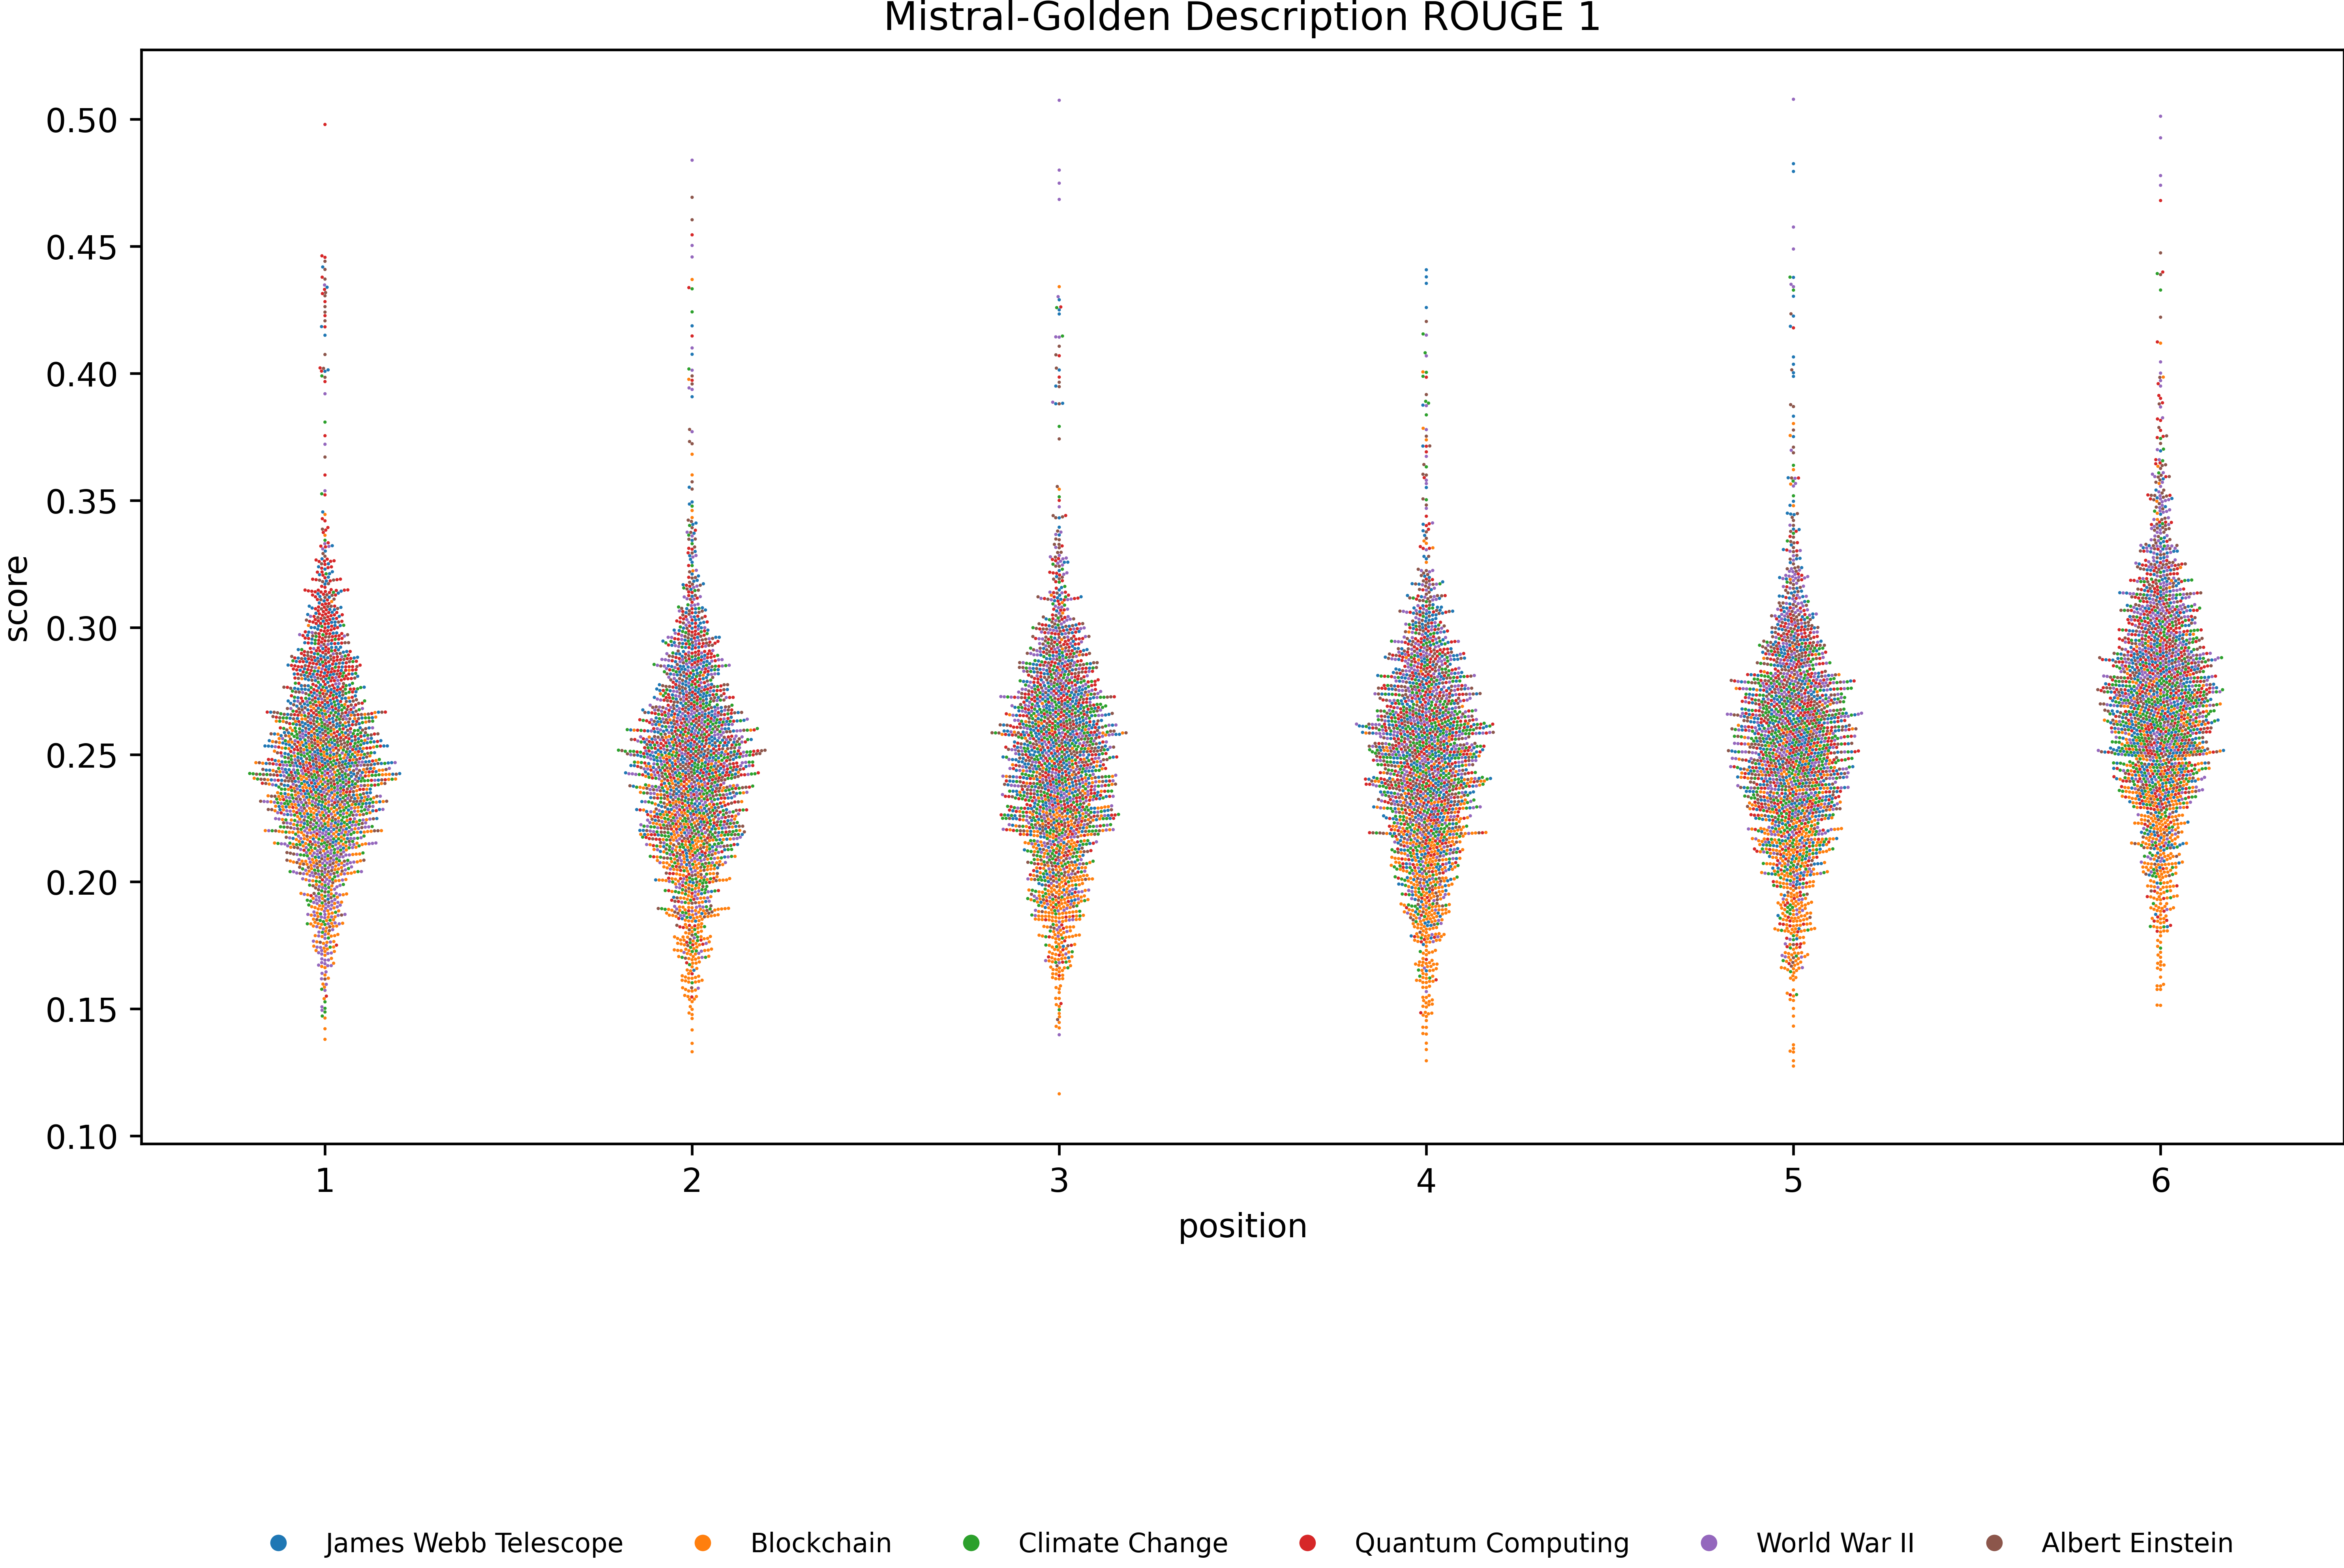 Mistral-Golden Description ROUGE 1
0.50
0.45
0.40
0.35
0.30
0.25
0.20
0.15
0.10
score
1 2 3 4 5 6
position
James Webb Telescope Blockchain Climate Change Quantum Computing World War II Albert Einstein